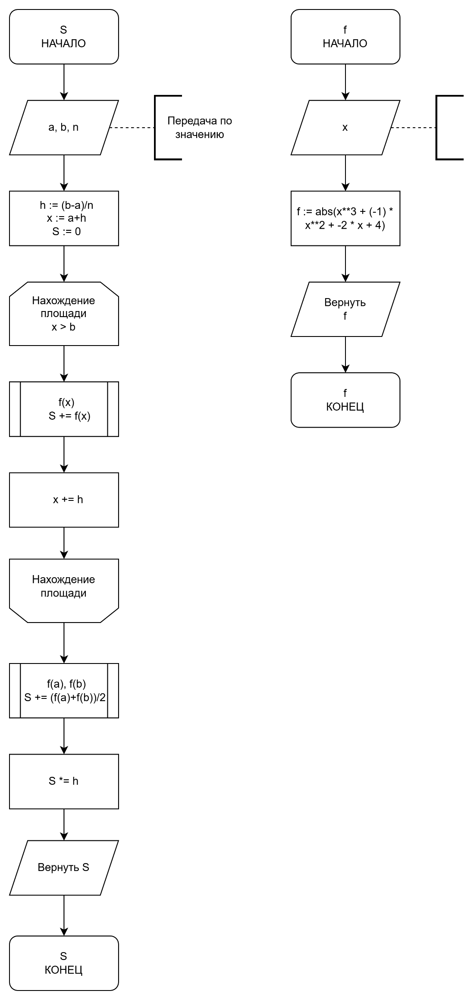 S
НАЧАЛО
a, b, n
Передача по
значению
h := (b-a)/n
x := a+h
S := 0
Нахождение
площади
x > b
f(x)
S += f(x)
x += h
Нахождение
площади
f(a), f(b)
S += (f(a)+f(b))/2
S *= h
Вернуть S
S
КОНЕЦ
f
НАЧАЛО
x
f := abs(x**3 + (-1) *
x**2 + -2 * x + 4)
Вернуть
f
f
КОНЕЦ